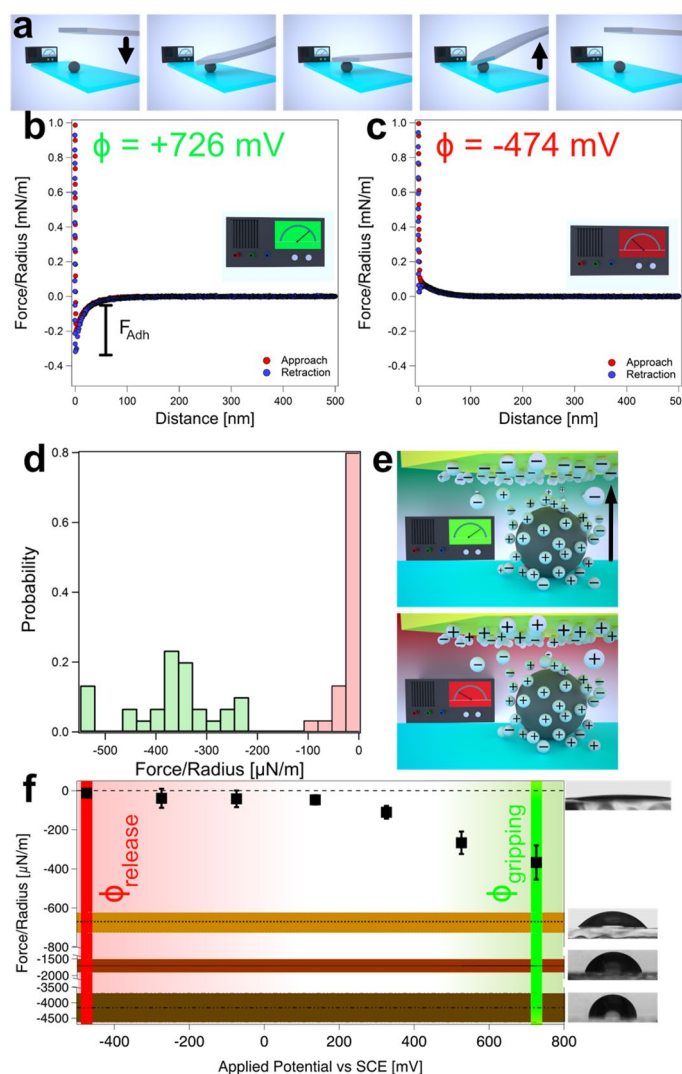 a
b
ϕ = +726 mV
Force/Radius [mN/m]
1.0
0.8
0.6
0.4
0.2
0.0
-0.2
-0.4
F_Adh
Approach
Retraction
0 100 200 300 400 500
Distance [nm]
c
ϕ = -474 mV
Force/Radius [mN/m]
1.0
0.8
0.6
0.4
0.2
0.0
-0.2
-0.4
Approach
Retraction
0 100 200 300 400 500
Distance [nm]
d
Probability
0.8
0.6
0.4
0.2
0.0
-500 -400 -300 -200 -100 0
Force/Radius [µN/m]
e
f
Force/Radius [µN/m]
0
-200
-400
-600
-800
-1500
-2000
-3500
-4000
-4500
ϕrelease
ϕgripping
-400 -200 0 200 400 600 800
Applied Potential vs SCE [mV]